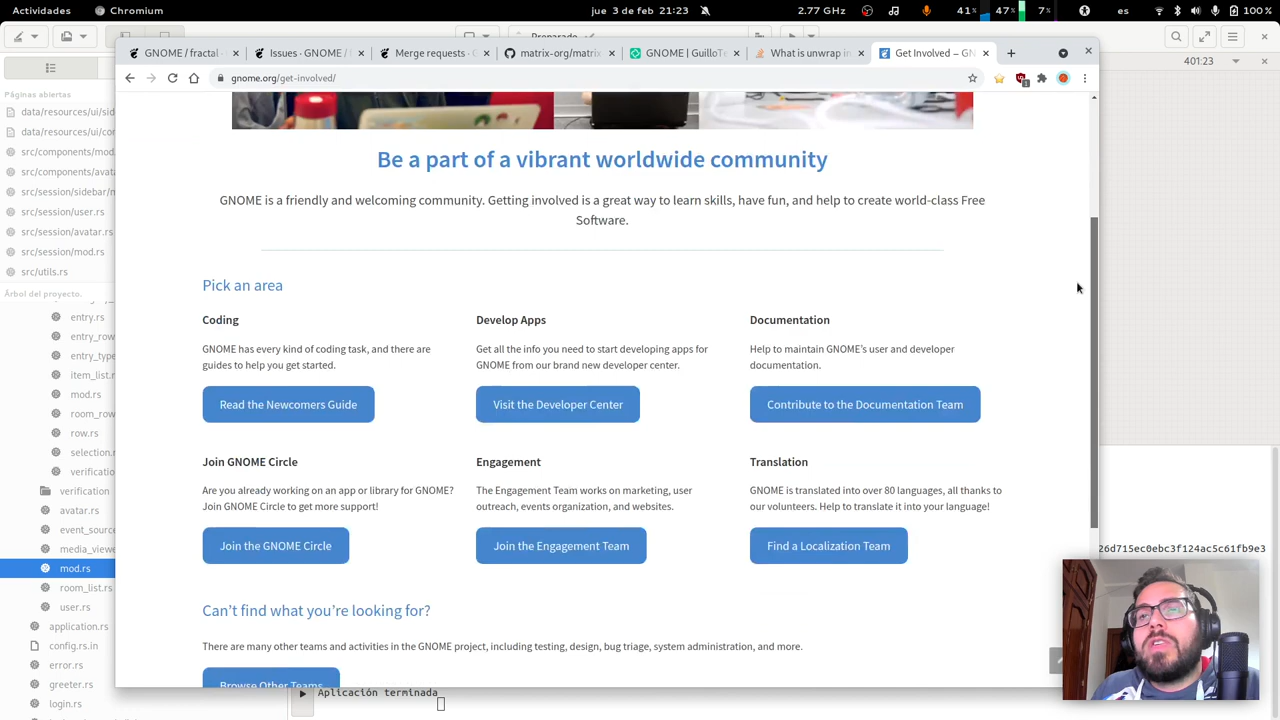 Actividades
Chromium
jue 3 de feb 21:23
2.77 GHz
41%
47%
7%
es
100 %
Preparado
GNOME / fractal
Issues · GNOME /
Merge requests · G
matrix-org/matrix
GNOME | GuilloTe
What is unwrap in
Get Involved – GN
gnome.org/get-involved/
401:23
Páginas abiertas
data/resources/ui/sid
data/resources/ui/cor
src/components/mod
src/components/avata
src/session/sidebar/m
src/session/user.rs
src/session/avatar.rs
src/session/mod.rs
src/utils.rs
Árbol del proyecto.
entry.rs
entry_row
entry_type
item_list.r
mod.rs
room_row
row.rs
selection.r
verificatio
verification
avatar.rs
event_source
media_viewe
mod.rs
room_list.rs
user.rs
application.rs
config.rs.in
error.rs
greeter.rs
login.rs
Be a part of a vibrant worldwide community
GNOME is a friendly and welcoming community. Getting involved is a great way to learn skills, have fun, and help to create world-class Free
Software.
Pick an area
Coding
GNOME has every kind of coding task, and there are
guides to help you get started.
Read the Newcomers Guide
Develop Apps
Get all the info you need to start developing apps for
GNOME from our brand new developer center.
Visit the Developer Center
Documentation
Help to maintain GNOME’s user and developer
documentation.
Contribute to the Documentation Team
Join GNOME Circle
Are you already working on an app or library for GNOME?
Join GNOME Circle to get more support!
Join the GNOME Circle
Engagement
The Engagement Team works on marketing, user
outreach, events organization, and websites.
Join the Engagement Team
Translation
GNOME is translated into over 80 languages, all thanks to
our volunteers. Help to translate it into your language!
Find a Localization Team
Can’t find what you’re looking for?
There are many other teams and activities in the GNOME project, including testing, design, bug triage, system administration, and more.
Browse Other Teams
26d715ec0ebc3f124ac5c61fb9e3
Aplicación terminada